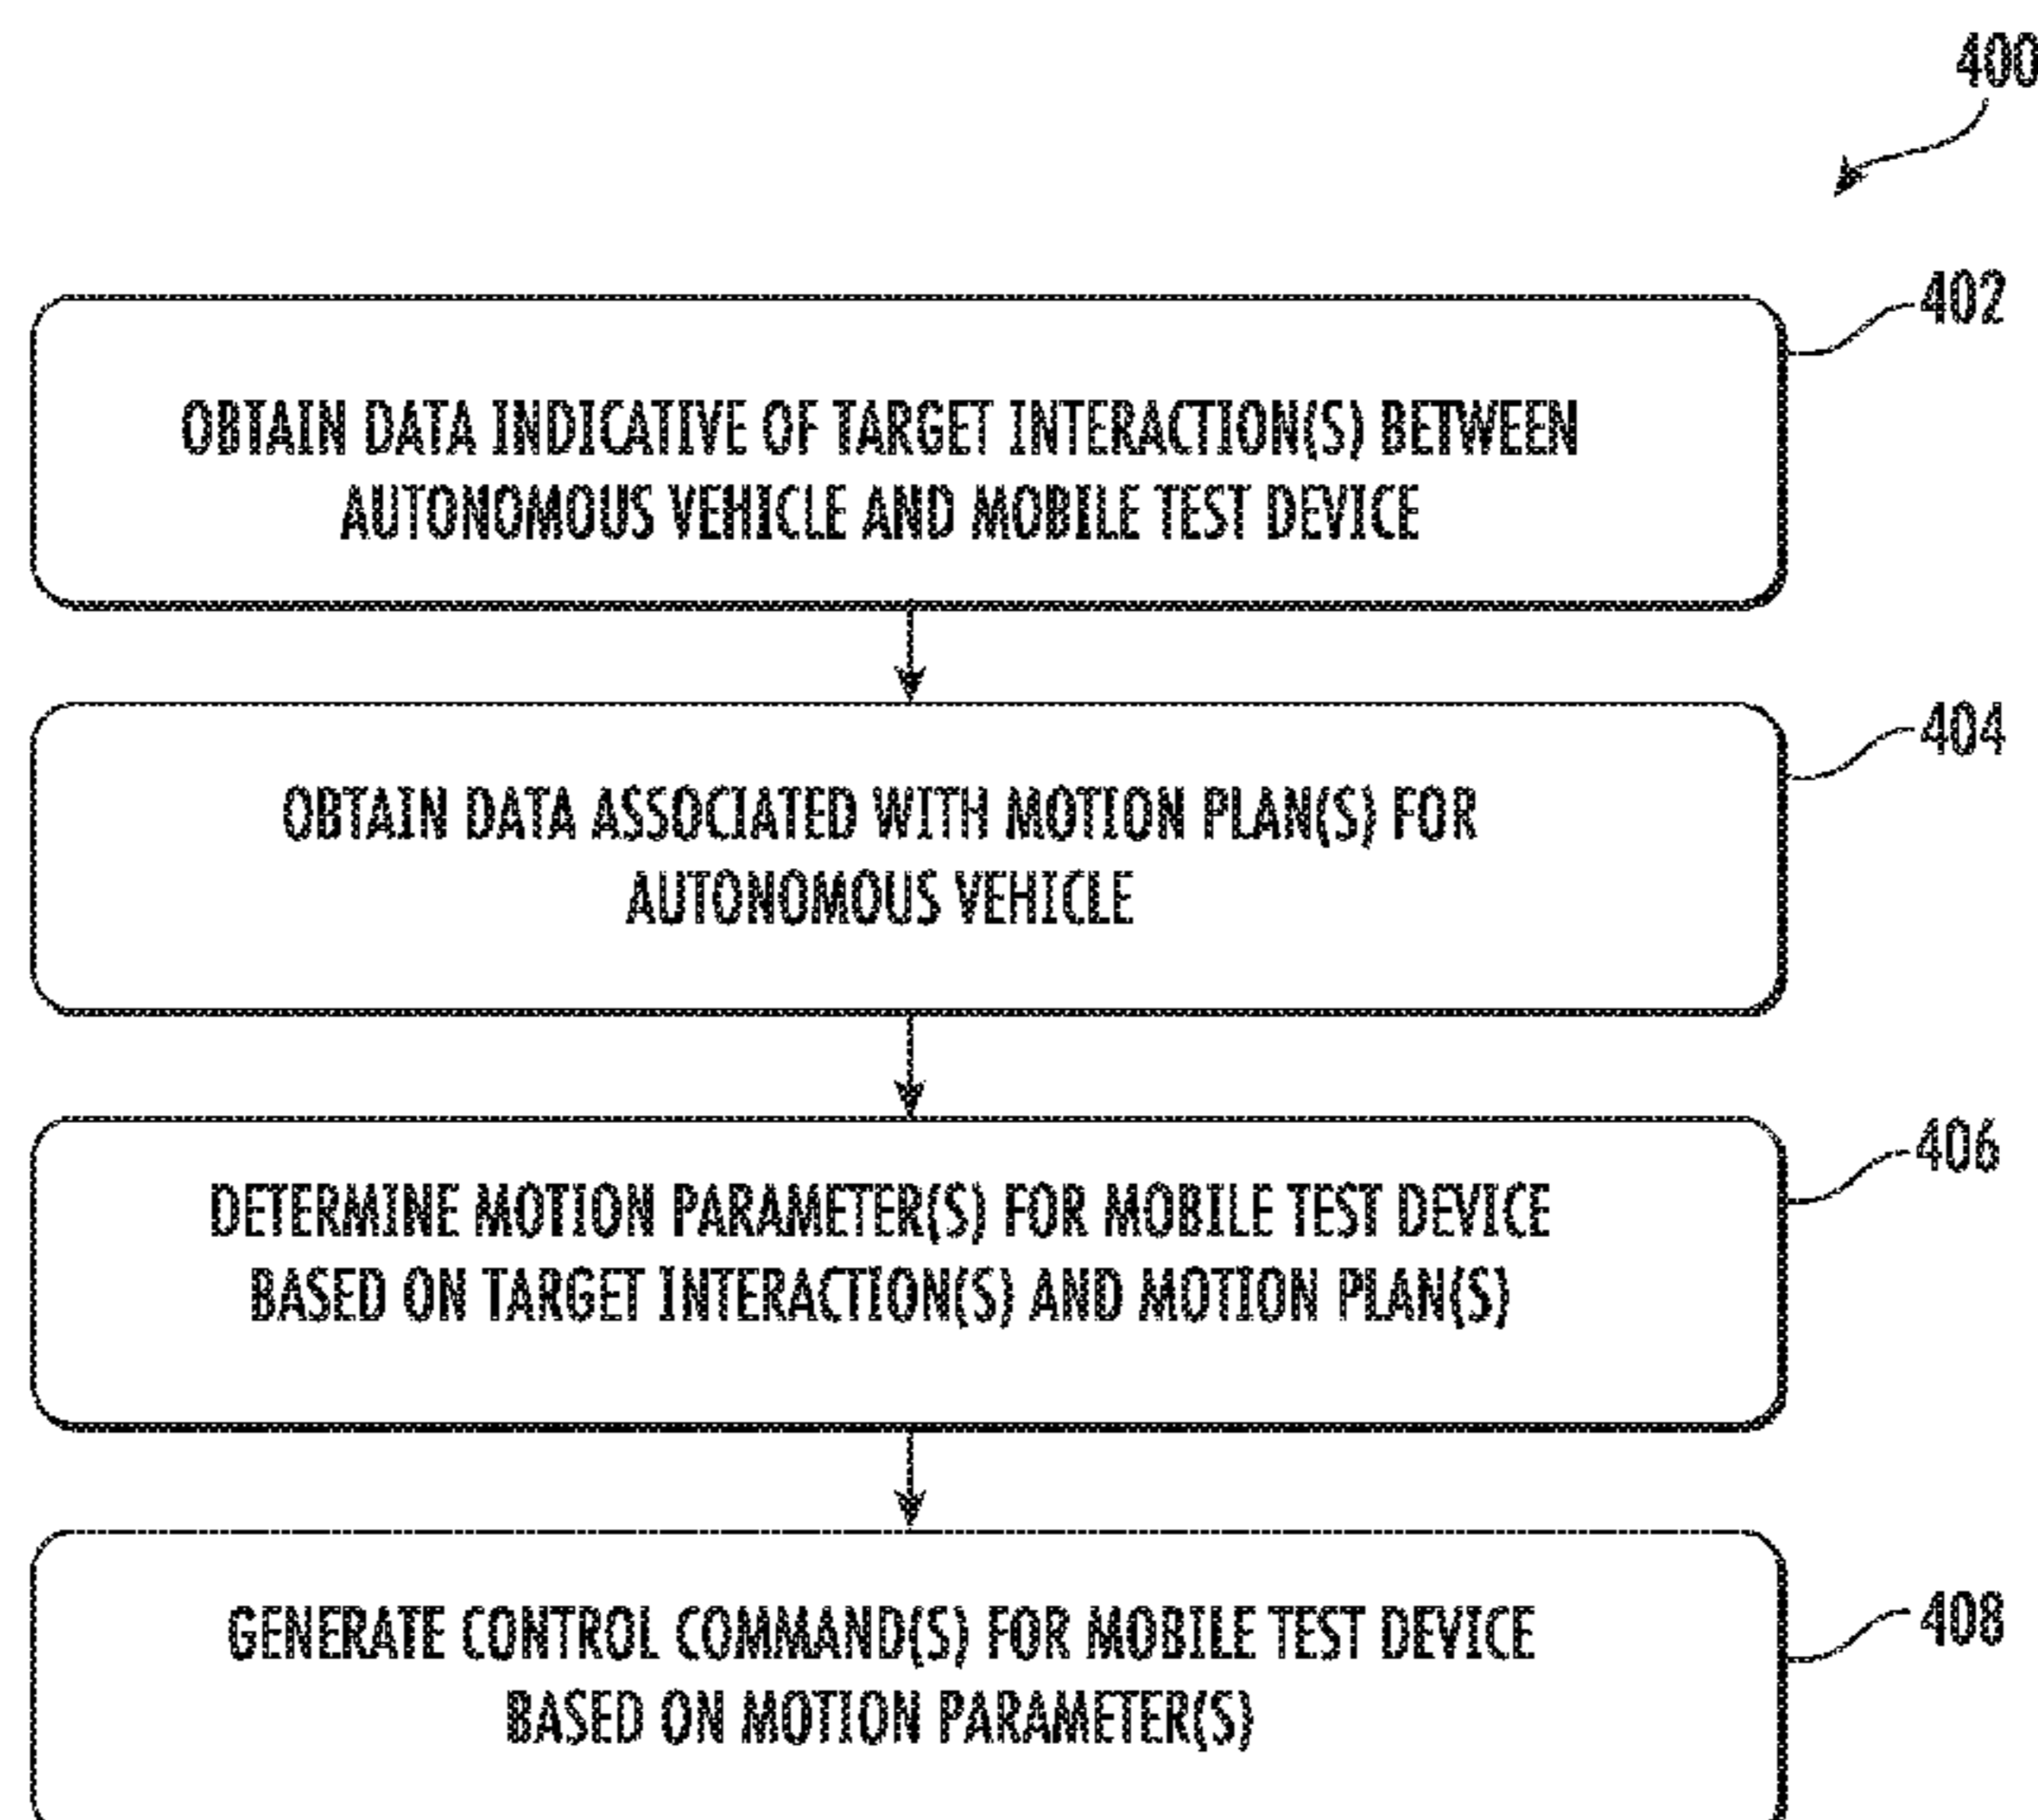 400
402
OBTAIN DATA INDICATIVE OF TARGET INTERACTION(S) BETWEEN
AUTONOMOUS VEHICLE AND MOBILE TEST DEVICE
404
OBTAIN DATA ASSOCIATED WITH MOTION PLAN(S) FOR
AUTONOMOUS VEHICLE
406
DETERMINE MOTION PARAMETER(S) FOR MOBILE TEST DEVICE
BASED ON TARGET INTERACTION(S) AND MOTION PLAN(S)
408
GENERATE CONTROL COMMAND(S) FOR MOBILE TEST DEVICE
BASED ON MOTION PARAMETER(S)